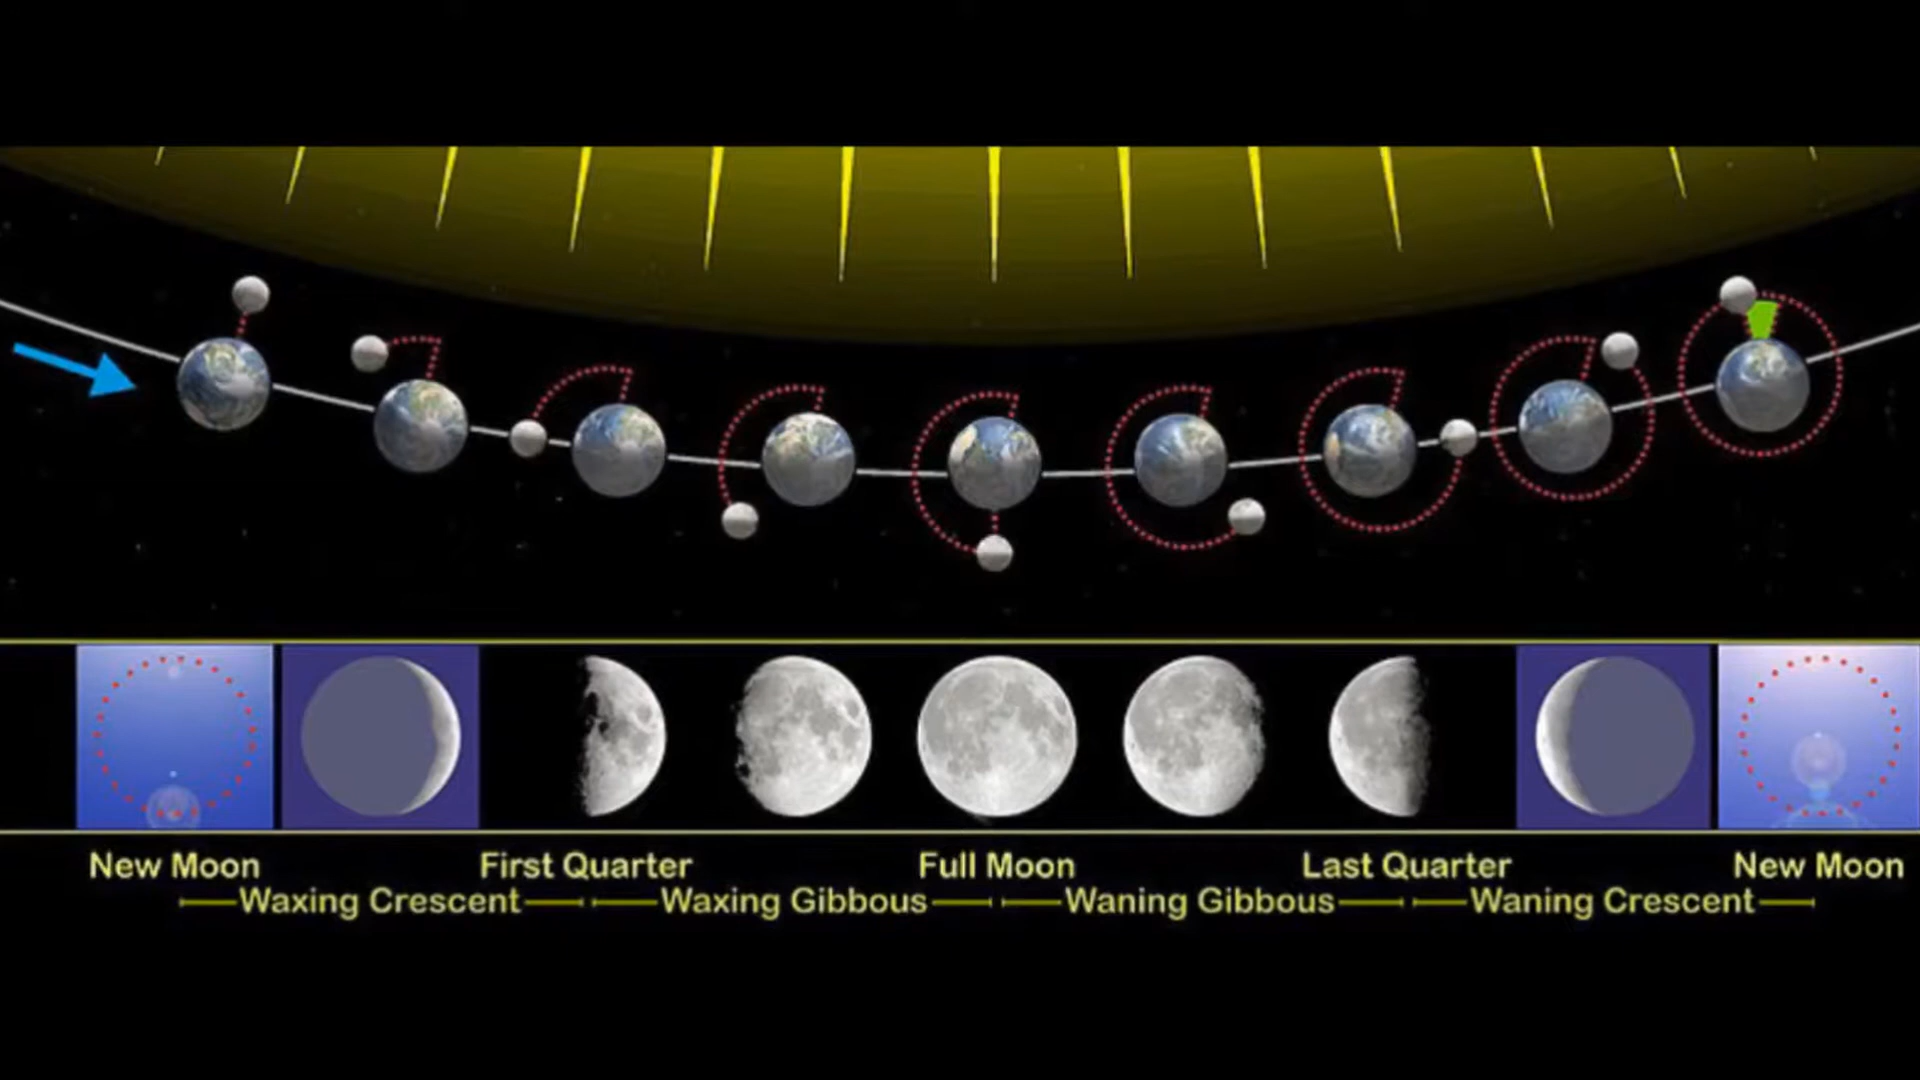 New Moon First Quarter Full Moon Last Quarter New Moon
Waxing Crescent Waxing Gibbous Waning Gibbous Waning Crescent